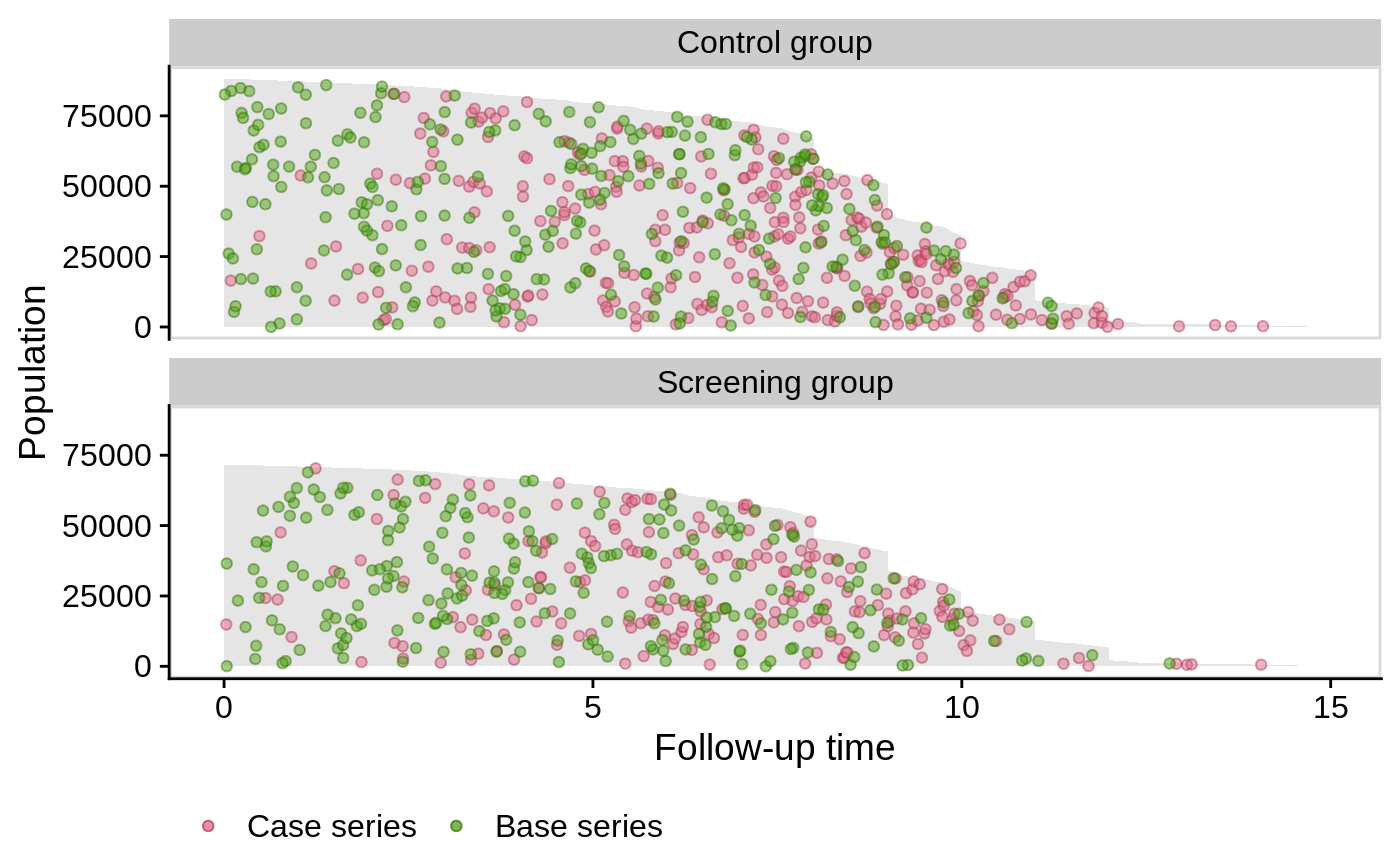 Control group
75000
50000
25000
0
Screening group
75000
50000
25000
0
Population
0 5 10 15
Follow-up time
Case series Base series